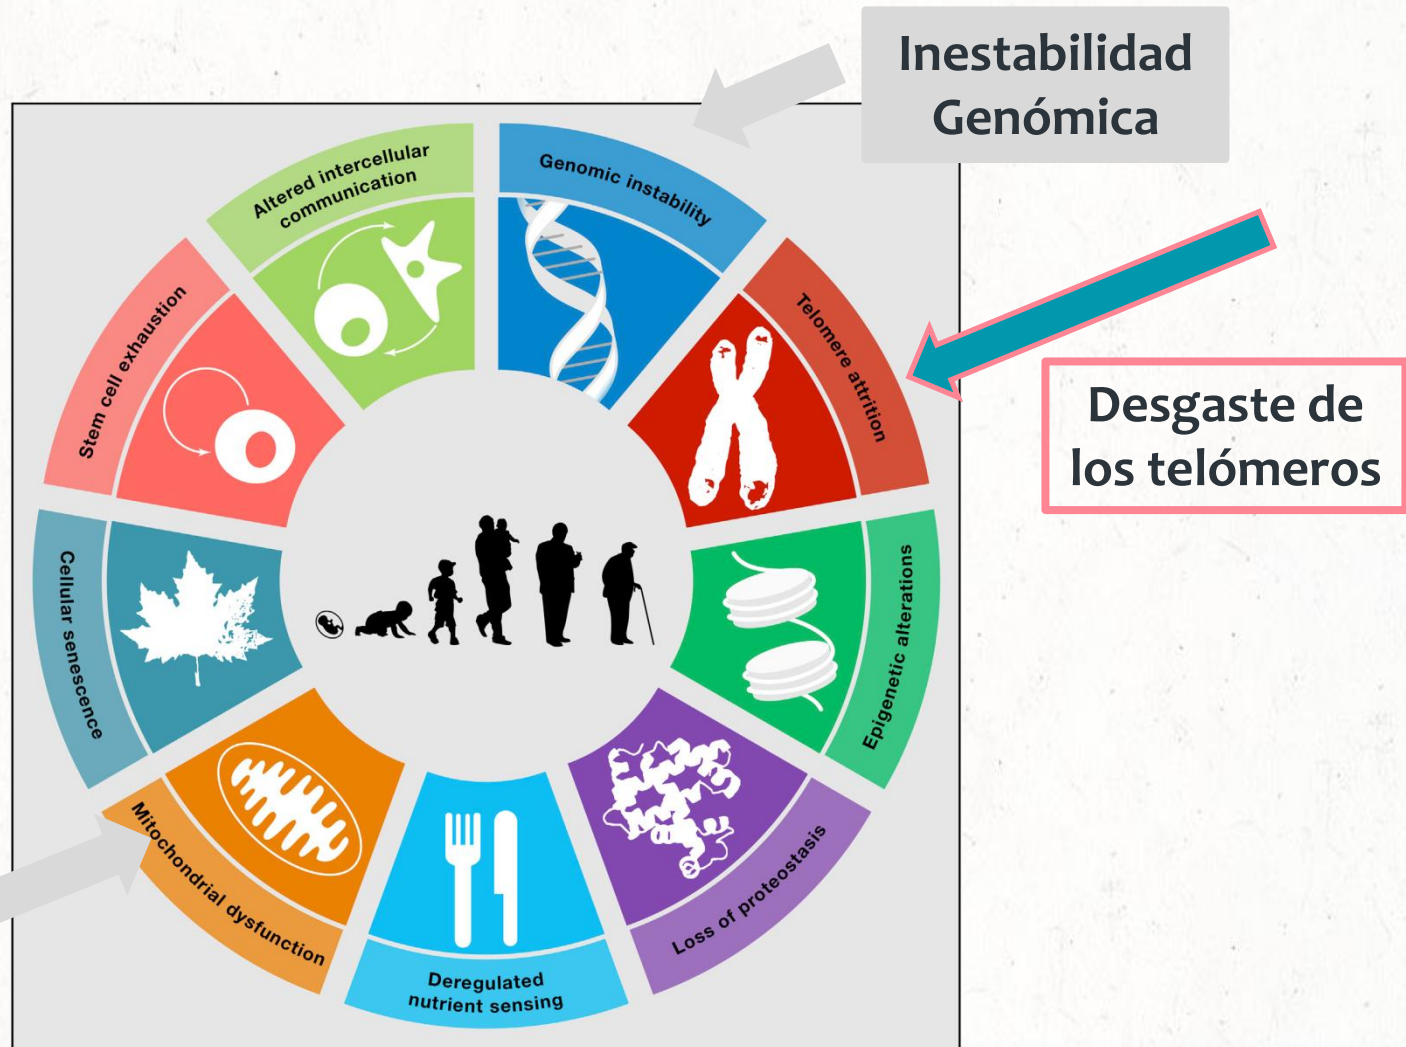 Inestabilidad
Genómica
Altered intercellular
communication
Genomic instability
Stem cell exhaustion
Telomere attrition
Desgaste de
los telómeros
Cellular senescence
Epigenetic alterations
Mitochondrial dysfunction
Loss of proteostasis
Deregulated
nutrient sensing